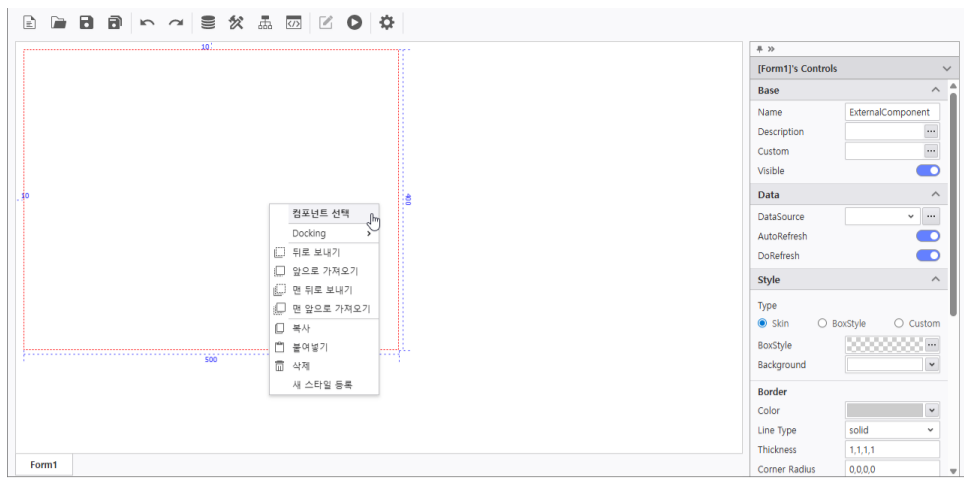 10
10
400
500
컴포넌트 선택
Docking
뒤로 보내기
앞으로 가져오기
맨 뒤로 보내기
맨 앞으로 가져오기
복사
붙여넣기
삭제
새 스타일 등록
Form1
[Form1]'s Controls
Base
Name ExternalComponent
Description
Custom
Visible
Data
DataSource
AutoRefresh
DoRefresh
Style
Type
Skin BoxStyle Custom
BoxStyle
Background
Border
Color
Line Type solid
Thickness 1,1,1,1
Corner Radius 0,0,0,0